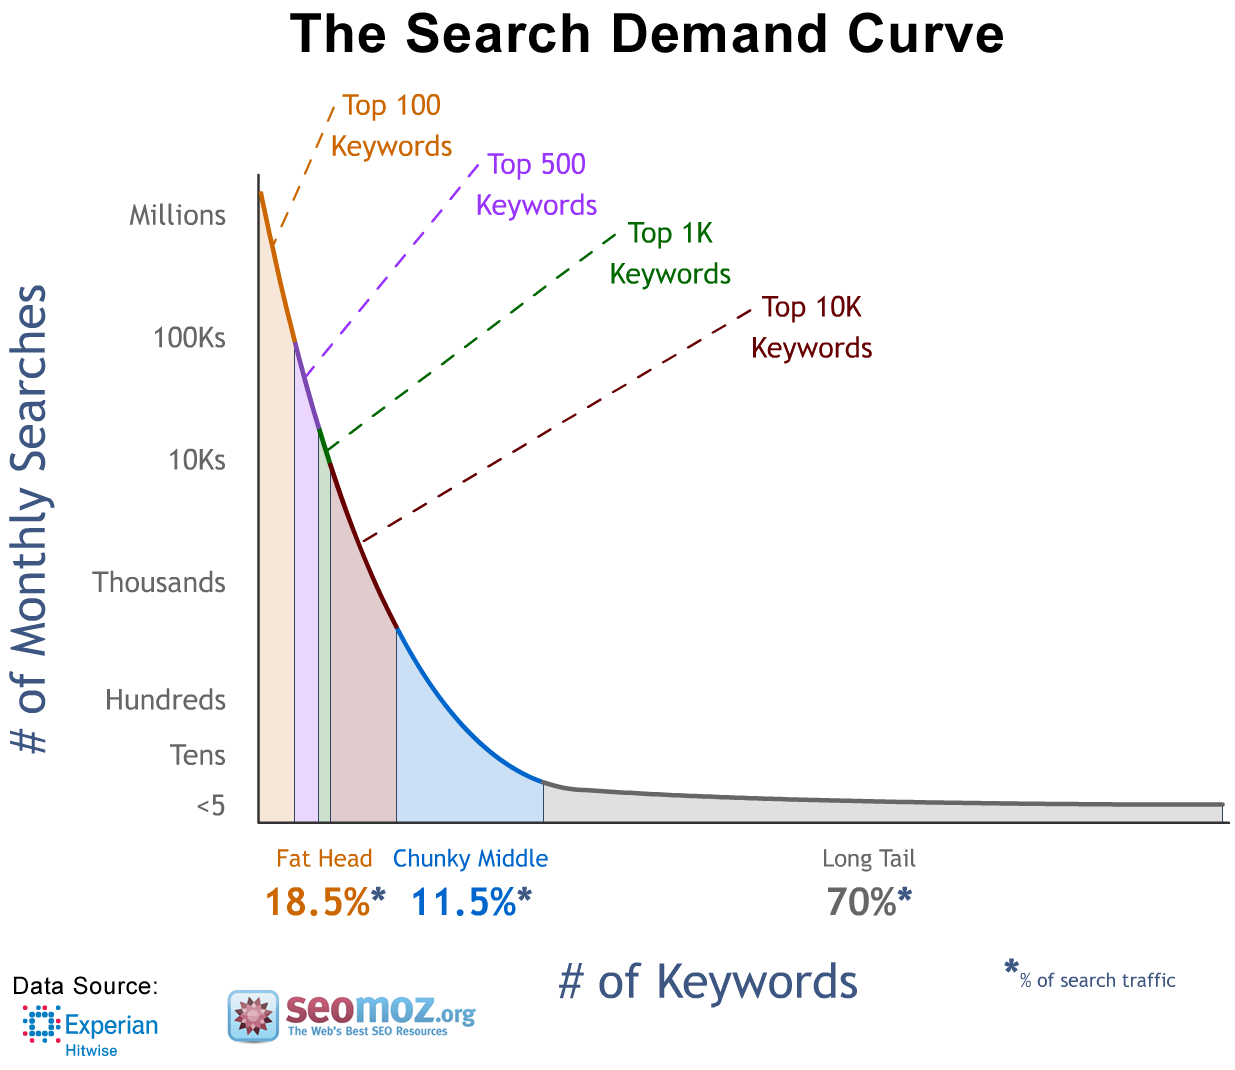 The Search Demand Curve
Top 100
Keywords
Top 500
Keywords
Top 1K
Keywords
Top 10K
Keywords
# of Monthly Searches
Millions
100Ks
10Ks
Thousands
Hundreds
Tens
<5
Fat Head
18.5%*
Chunky Middle
11.5%*
Long Tail
70%*
# of Keywords
*% of search traffic
Data Source:
Experian
Hitwise
seomoz.org
The Web's Best SEO Resources